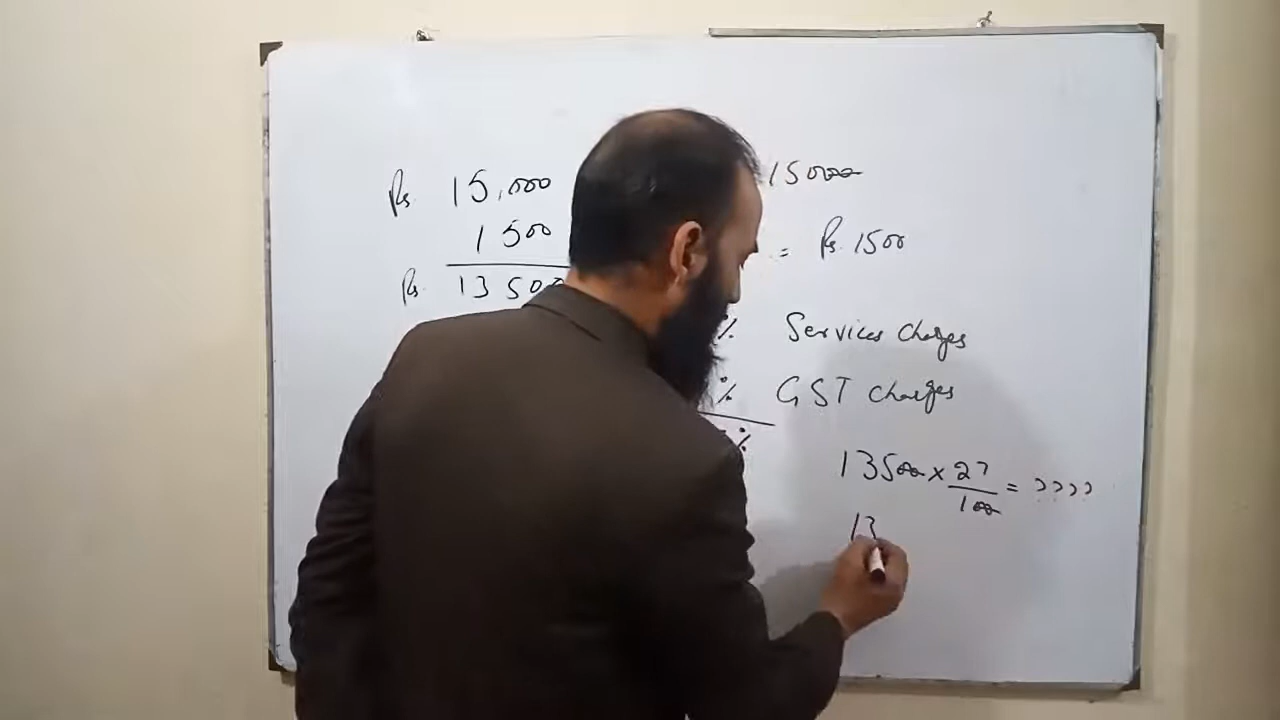 Rs. 15,000
15000
1500
= Rs. 1500
Rs. 13500
% Services Charges
% GST Charges
%
13500 × 27/100 = ????
13